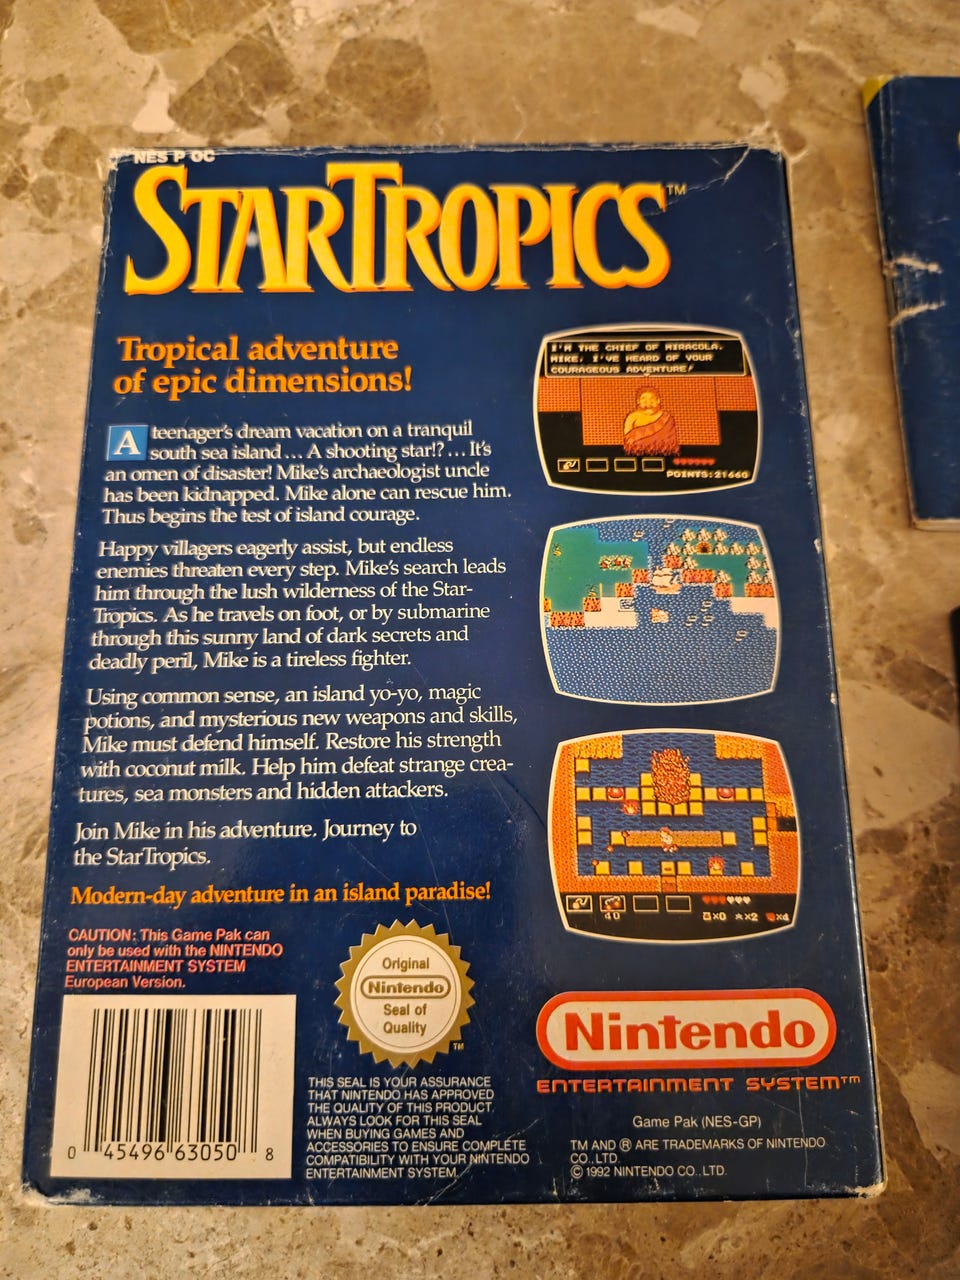 NES P OC
STARTROPICS™
Tropical adventure
of epic dimensions!
A teenager's dream vacation on a tranquil
south sea island ... A shooting star!? ... It's
an omen of disaster! Mike's archaeologist uncle
has been kidnapped. Mike alone can rescue him.
Thus begins the test of island courage.
Happy villagers eagerly assist, but endless
enemies threaten every step. Mike's search leads
him through the lush wilderness of the Star-
Tropics. As he travels on foot, or by submarine
through this sunny land of dark secrets and
deadly peril, Mike is a tireless fighter.
Using common sense, an island yo-yo, magic
potions, and mysterious new weapons and skills,
Mike must defend himself. Restore his strength
with coconut milk. Help him defeat strange crea-
tures, sea monsters and hidden attackers.
Join Mike in his adventure. Journey to
the StarTropics.
Modern-day adventure in an island paradise!
I'M THE CHIEF OF MIRACOLA.
MIKE, I'VE HEARD OF YOUR
COURAGEOUS ADVENTURE!
POINTS:21660
40
x0 x2 x4
CAUTION: This Game Pak can
only be used with the NINTENDO
ENTERTAINMENT SYSTEM
European Version.
0 45496 63050 8
Original
Nintendo
Seal of
Quality
TM
THIS SEAL IS YOUR ASSURANCE
THAT NINTENDO HAS APPROVED
THE QUALITY OF THIS PRODUCT.
ALWAYS LOOK FOR THIS SEAL
WHEN BUYING GAMES AND
ACCESSORIES TO ENSURE COMPLETE
COMPATIBILITY WITH YOUR NINTENDO
ENTERTAINMENT SYSTEM.
Nintendo
ENTERTAINMENT SYSTEM™
Game Pak (NES-GP)
TM AND ® ARE TRADEMARKS OF NINTENDO
CO., LTD.
© 1992 NINTENDO CO., LTD.